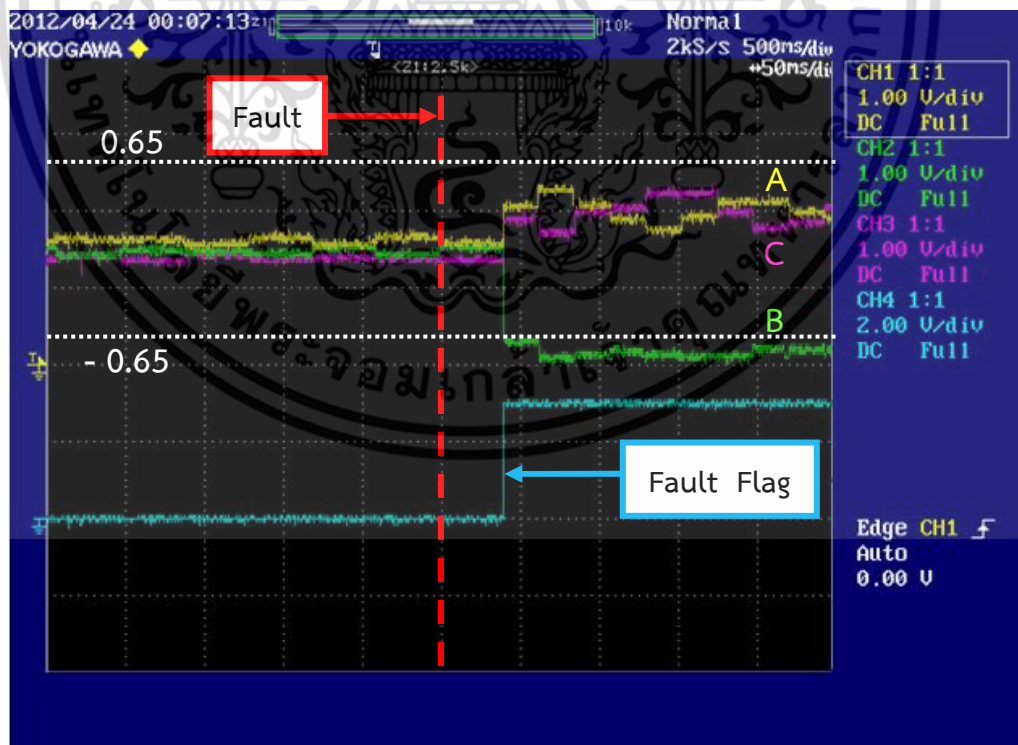 2012/04/24 00:07:13
Z1
10k
Normal
YOKOGAWA
2kS/s 500ms/div
<Z1:2.5k>
↔50ms/di
CH1 1:1
1.00 V/div
DC Full
CH2 1:1
1.00 V/div
DC Full
CH3 1:1
1.00 V/div
DC Full
CH4 1:1
2.00 V/div
DC Full
Fault
0.65
A
C
B
- 0.65
Fault Flag
Edge CH1
Auto
0.00 V